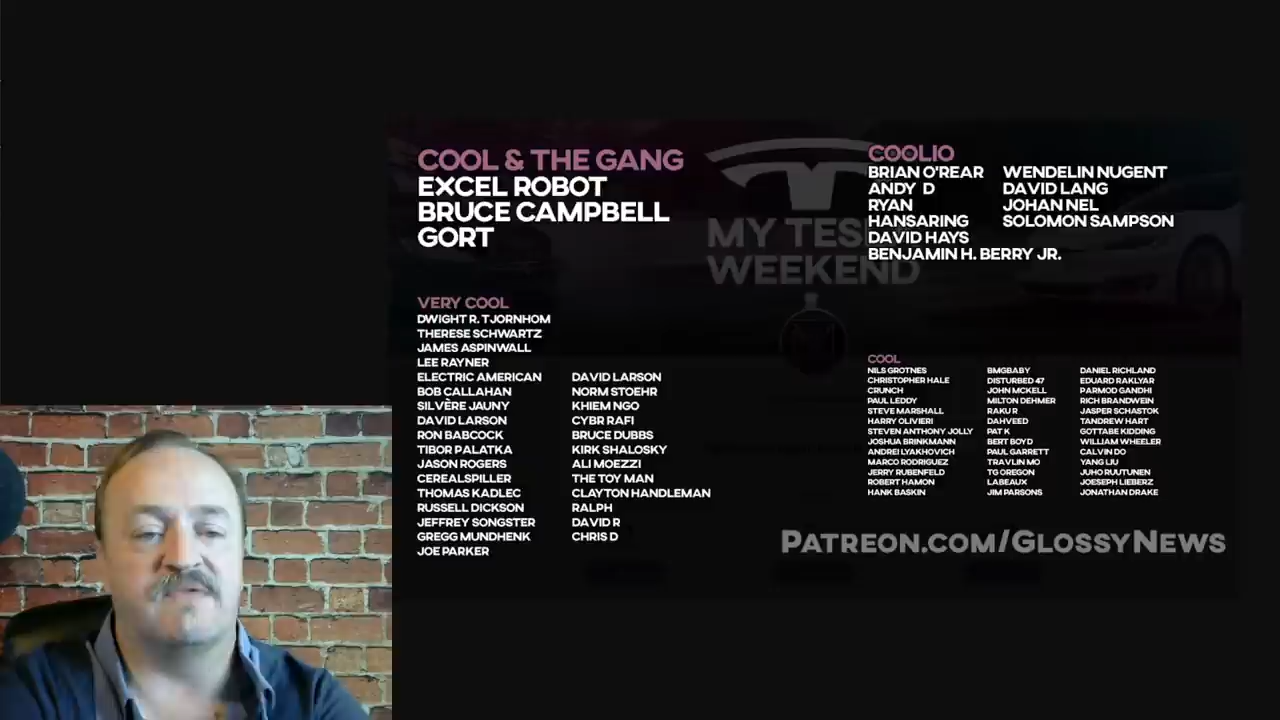 COOL & THE GANG
EXCEL ROBOT
BRUCE CAMPBELL
GORT
COOLIO
BRIAN O'REAR
ANDY D
RYAN
HANSARING
DAVID HAYS
BENJAMIN H. BERRY JR.
WENDELIN NUGENT
DAVID LANG
JOHAN NEL
SOLOMON SAMPSON
MY TES
WEEKEND
VERY COOL
DWIGHT R. TJORNHOM
THERESE SCHWARTZ
JAMES ASPINWALL
LEE RAYNER
ELECTRIC AMERICAN
BOB CALLAHAN
SILVÈRE JAUNY
DAVID LARSON
RON BABCOCK
TIBOR PALATKA
JASON ROGERS
CEREALSPILLER
THOMAS KADLEC
RUSSELL DICKSON
JEFFREY SONGSTER
GREGG MUNDHENK
JOE PARKER
DAVID LARSON
NORM STOEHR
KHIEM NGO
CYBR RAFI
BRUCE DUBBS
KIRK SHALOSKY
ALI MOEZZI
THE TOY MAN
CLAYTON HANDLEMAN
RALPH
DAVID R
CHRIS D
COOL
NILS GROTNES
CHRISTOPHER HALE
CRUNCH
PAUL LEDDY
STEVE MARSHALL
HARRY OLIVIERI
STEVEN ANTHONY JOLLY
JOSHUA BRINKMANN
ANDREI LYAKHOVICH
MARCO RODRIGUEZ
JERRY RUBENFELD
ROBERT HAMON
HANK BASKIN
BMGBABY
DISTURBED 47
JOHN MCKELL
MILTON DEHMER
RAKU R
DAHVEED
PAT K
BERT BOYD
PAUL GARRETT
TRAVLIN MO
TG OREGON
LABEAUX
JIM PARSONS
DANIEL RICHLAND
EDUARD RAKLYAR
PARMOD GANDHI
RICH BRANDWEIN
JASPER SCHASTOK
TANDREW HART
GOTTABE KIDDING
WILLIAM WHEELER
CALVIN DO
YANG LIU
JUHO RUUTUNEN
JOESEPH LIEBERZ
JONATHAN DRAKE
PATREON.COM/GLOSSYNEWS